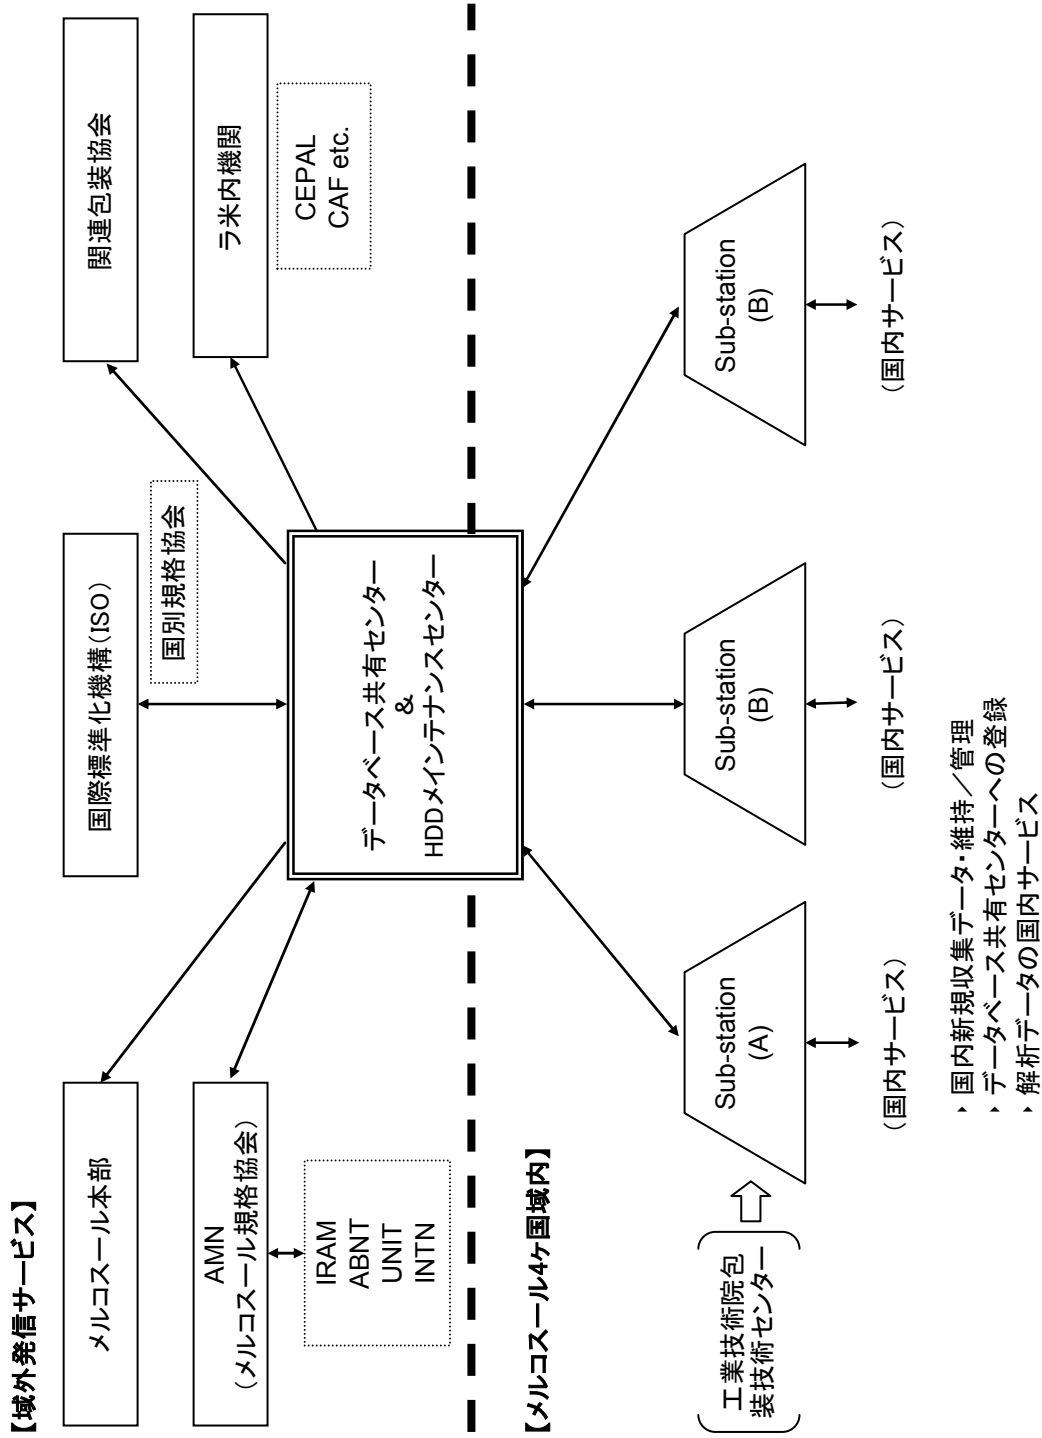 【域外発信サービス】
メルコスール本部
国際標準化機構(ISO)
関連包装協会
AMN
(メルコスール規格協会)
国別規格協会
ラ米内機関
IRAM
ABNT
UNIT
INTN
CEPAL
CAF etc.
データベース共有センター
&
HDDメインテナンスセンター
【メルコスール4ヶ国域内】
工業技術院包
装技術センター
Sub-station
(A)
Sub-station
(B)
Sub-station
(B)
(国内サービス)
(国内サービス)
(国内サービス)
‣ 国内新規収集データ・維持／管理
‣ データベース共有センターへの登録
‣ 解析データの国内サービス